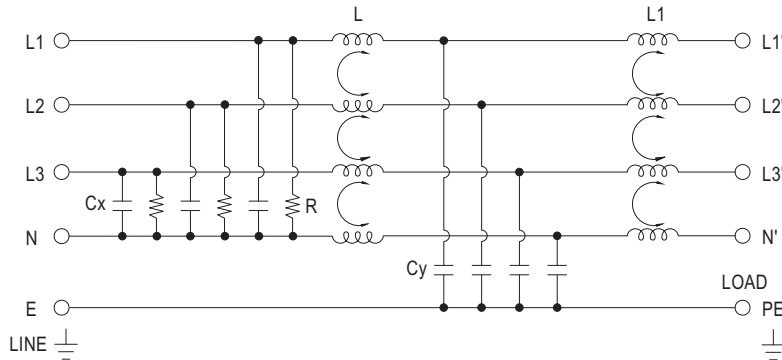 L L1
L1 L1'
L2 L2'
L3 L3'
Cx R
N N'
Cy
LOAD
E PE
LINE